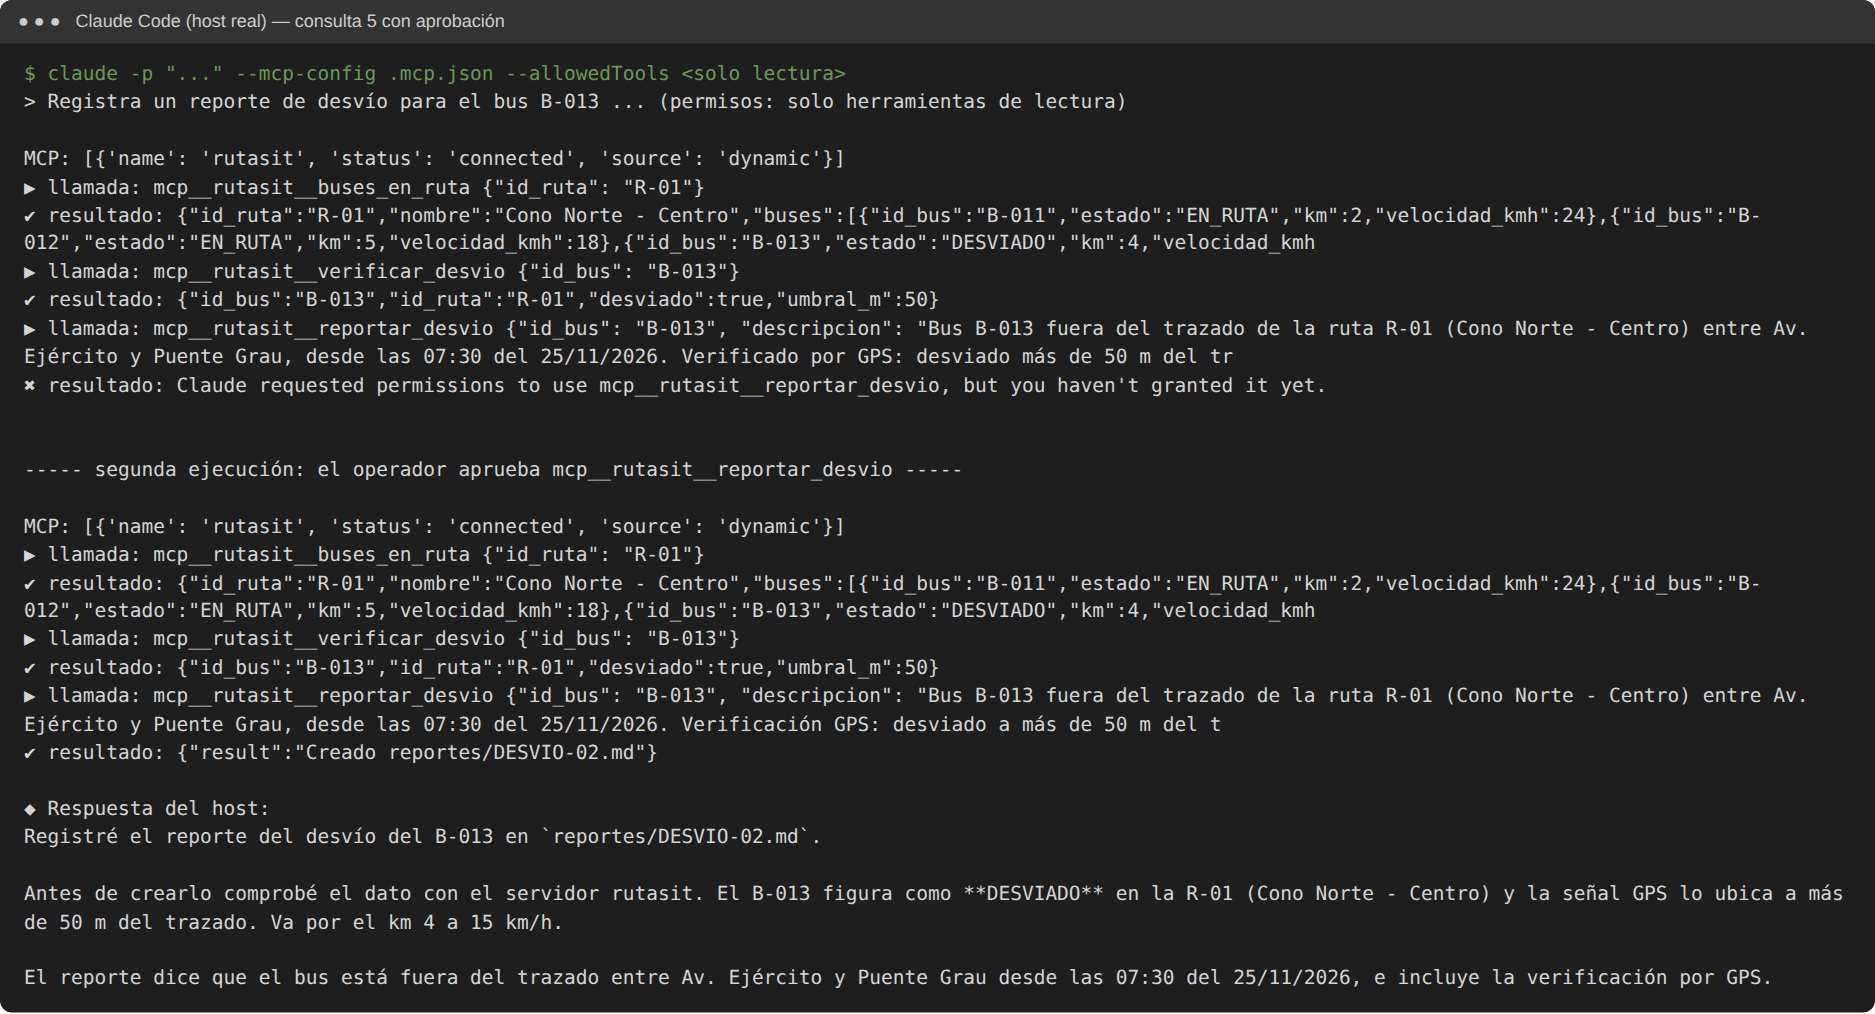 ●●● Claude Code (host real) — consulta 5 con aprobación
$ claude -p "..." --mcp-config .mcp.json --allowedTools <solo lectura>
> Registra un reporte de desvío para el bus B-013 ... (permisos: solo herramientas de lectura)
MCP: [{'name': 'rutasit', 'status': 'connected', 'source': 'dynamic'}]
▶ llamada: mcp__rutasit__buses_en_ruta {"id_ruta": "R-01"}
✔ resultado: {"id_ruta":"R-01","nombre":"Cono Norte - Centro","buses":[{"id_bus":"B-011","estado":"EN_RUTA","km":2,"velocidad_kmh":24},{"id_bus":"B-
012","estado":"EN_RUTA","km":5,"velocidad_kmh":18},{"id_bus":"B-013","estado":"DESVIADO","km":4,"velocidad_kmh
▶ llamada: mcp__rutasit__verificar_desvio {"id_bus": "B-013"}
✔ resultado: {"id_bus":"B-013","id_ruta":"R-01","desviado":true,"umbral_m":50}
▶ llamada: mcp__rutasit__reportar_desvio {"id_bus": "B-013", "descripcion": "Bus B-013 fuera del trazado de la ruta R-01 (Cono Norte - Centro) entre Av.
Ejército y Puente Grau, desde las 07:30 del 25/11/2026. Verificado por GPS: desviado más de 50 m del tr
✖ resultado: Claude requested permissions to use mcp__rutasit__reportar_desvio, but you haven't granted it yet.
----- segunda ejecución: el operador aprueba mcp__rutasit__reportar_desvio -----
MCP: [{'name': 'rutasit', 'status': 'connected', 'source': 'dynamic'}]
▶ llamada: mcp__rutasit__buses_en_ruta {"id_ruta": "R-01"}
✔ resultado: {"id_ruta":"R-01","nombre":"Cono Norte - Centro","buses":[{"id_bus":"B-011","estado":"EN_RUTA","km":2,"velocidad_kmh":24},{"id_bus":"B-
012","estado":"EN_RUTA","km":5,"velocidad_kmh":18},{"id_bus":"B-013","estado":"DESVIADO","km":4,"velocidad_kmh
▶ llamada: mcp__rutasit__verificar_desvio {"id_bus": "B-013"}
✔ resultado: {"id_bus":"B-013","id_ruta":"R-01","desviado":true,"umbral_m":50}
▶ llamada: mcp__rutasit__reportar_desvio {"id_bus": "B-013", "descripcion": "Bus B-013 fuera del trazado de la ruta R-01 (Cono Norte - Centro) entre Av.
Ejército y Puente Grau, desde las 07:30 del 25/11/2026. Verificación GPS: desviado a más de 50 m del t
✔ resultado: {"result":"Creado reportes/DESVIO-02.md"}
◆ Respuesta del host:
Registré el reporte del desvío del B-013 en `reportes/DESVIO-02.md`.
Antes de crearlo comprobé el dato con el servidor rutasit. El B-013 figura como **DESVIADO** en la R-01 (Cono Norte - Centro) y la señal GPS lo ubica a más
de 50 m del trazado. Va por el km 4 a 15 km/h.
El reporte dice que el bus está fuera del trazado entre Av. Ejército y Puente Grau desde las 07:30 del 25/11/2026, e incluye la verificación por GPS.